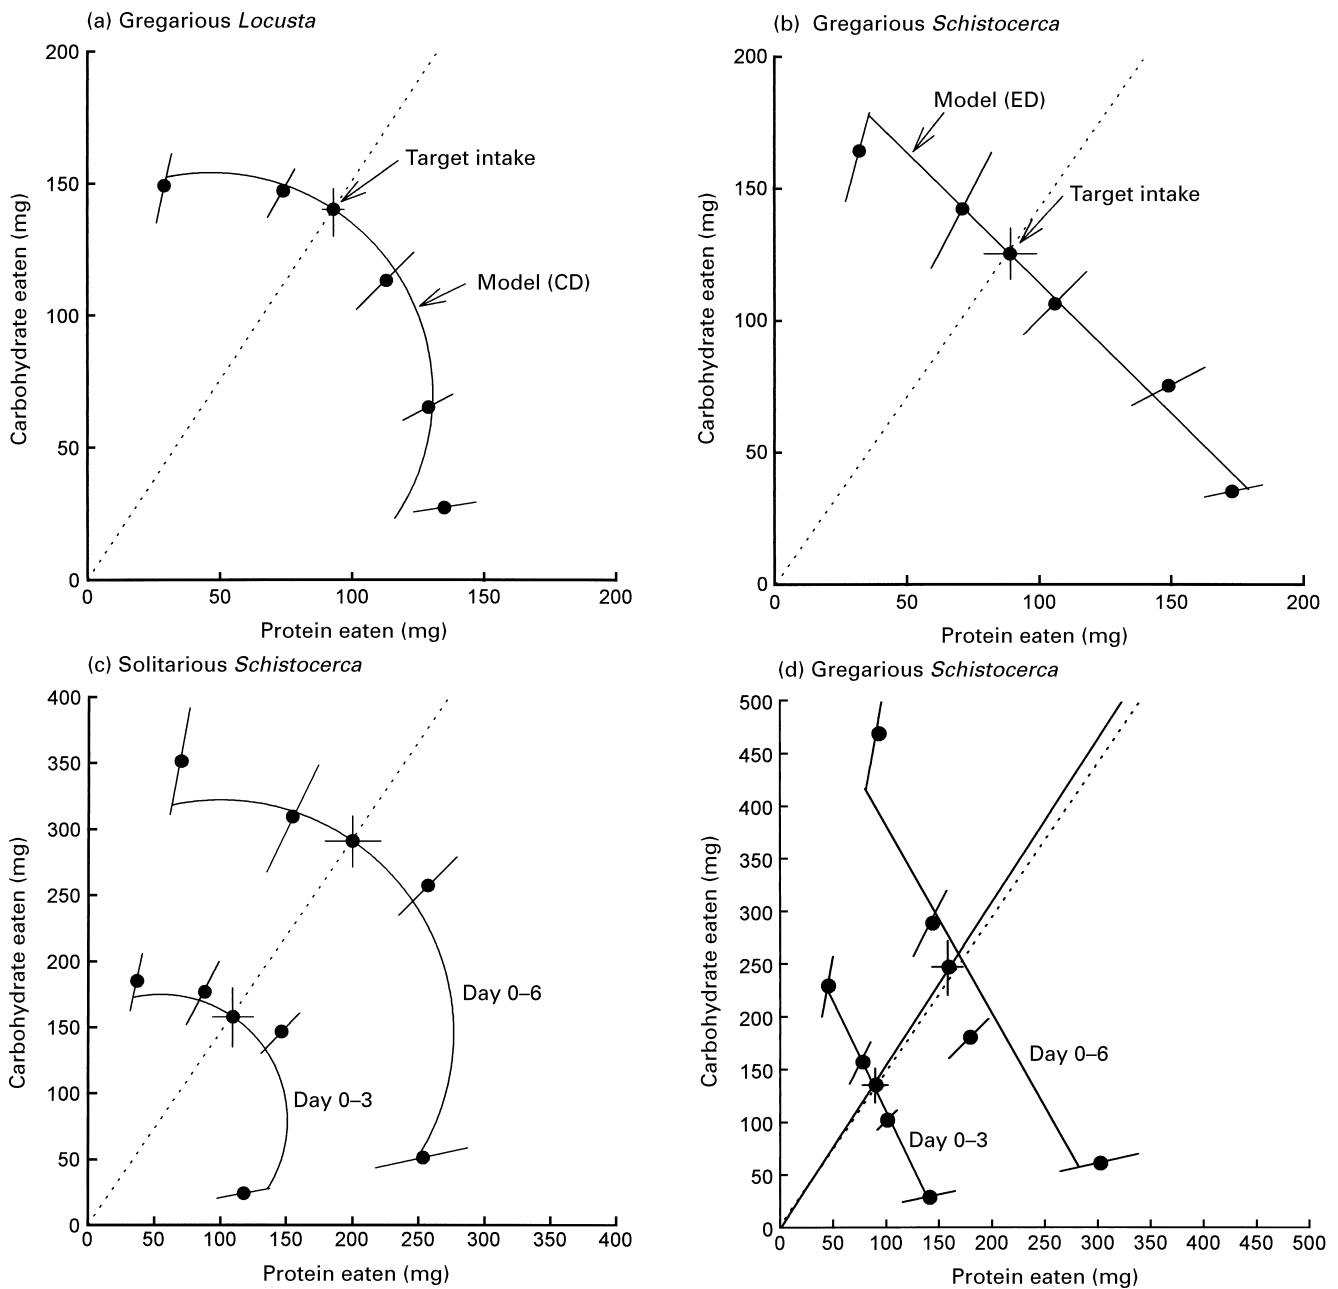 (a) Gregarious Locusta
200
150
100
50
0
0 50 100 150 200
Carbohydrate eaten (mg)
Protein eaten (mg)
Target intake
Model (CD)
(b) Gregarious Schistocerca
200
150
100
50
0
0 50 100 150 200
Carbohydrate eaten (mg)
Protein eaten (mg)
Model (ED)
Target intake
(c) Solitarious Schistocerca
400
350
300
250
200
150
100
50
0
0 50 100 150 200 250 300 350 400
Carbohydrate eaten (mg)
Protein eaten (mg)
Day 0–6
Day 0–3
(d) Gregarious Schistocerca
500
450
400
350
300
250
200
150
100
50
0
0 50 100 150 200 250 300 350 400 450 500
Carbohydrate eaten (mg)
Protein eaten (mg)
Day 0–6
Day 0–3